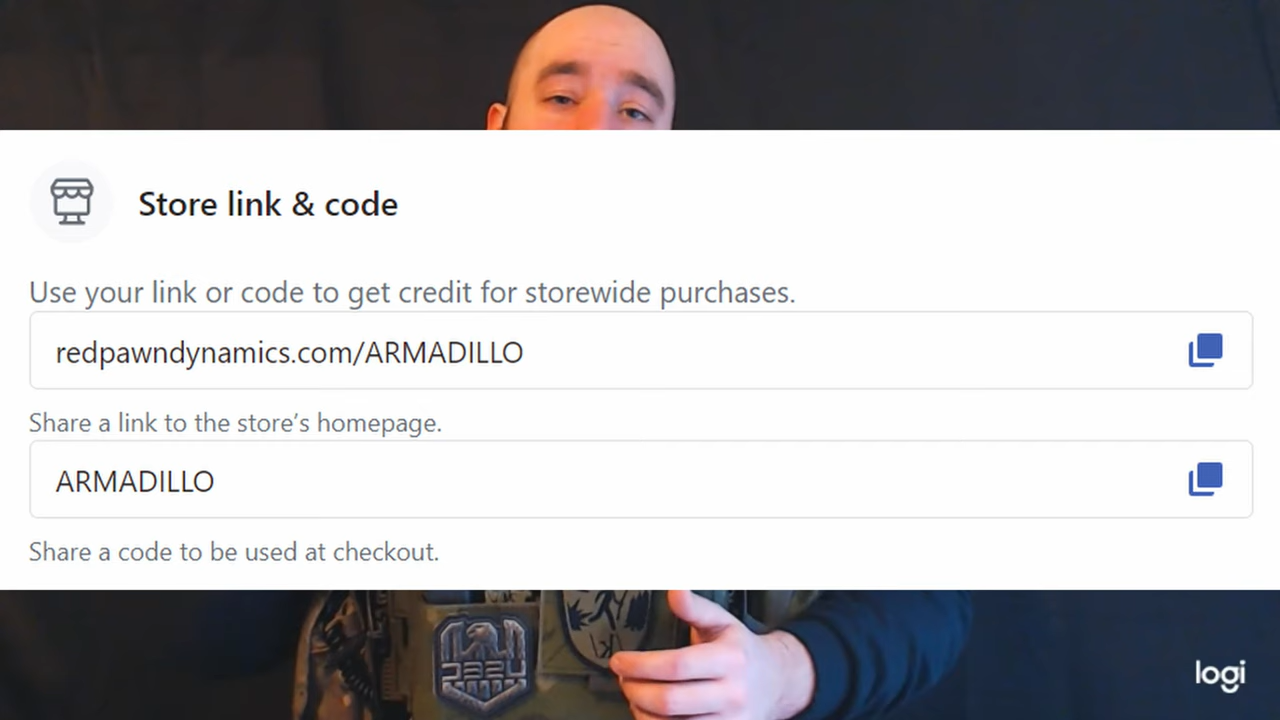 Store link & code
Use your link or code to get credit for storewide purchases.
redpawndynamics.com/ARMADILLO
Share a link to the store’s homepage.
ARMADILLO
Share a code to be used at checkout.
logi